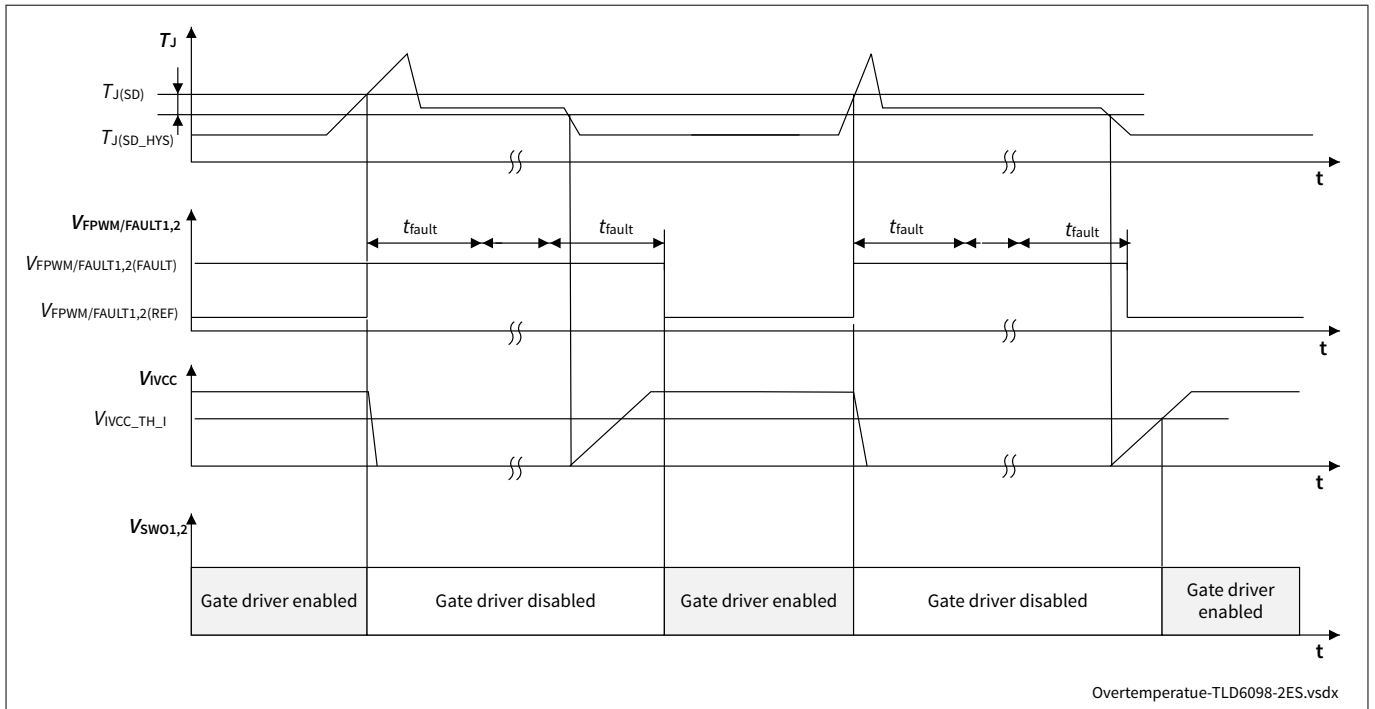 TJ
TJ(SD)
TJ(SD_HYS)
t
VFPWM/FAULT1,2
tfault
tfault
tfault
tfault
VFPWM/FAULT1,2(FAULT)
VFPWM/FAULT1,2(REF)
t
VIVCC
VIVCC_TH_I
t
VSWO1,2
Gate driver enabled
Gate driver disabled
Gate driver enabled
Gate driver disabled
Gate driver
enabled
t
Overtemperatue-TLD6098-2ES.vsdx